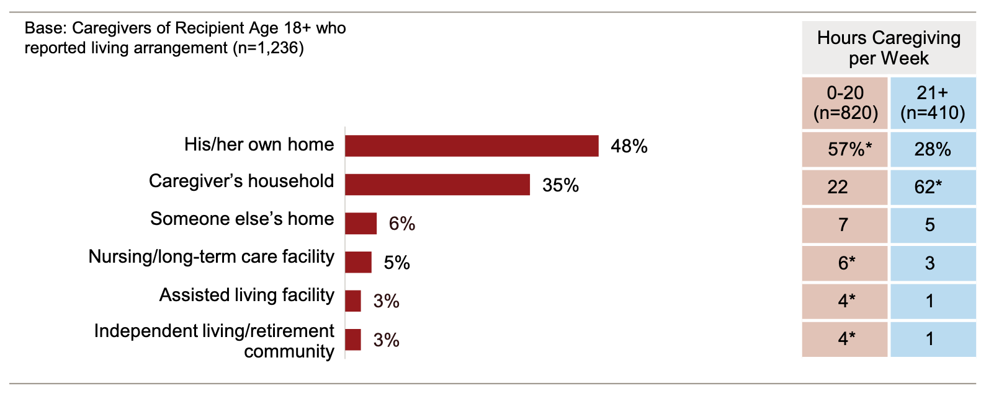 Base: Caregivers of Recipient Age 18+ who
reported living arrangement (n=1,236)
Hours Caregiving
per Week
0-20
(n=820)
21+
(n=410)
His/her own home 48% 57%* 28%
Caregiver’s household 35% 22 62*
Someone else’s home 6% 7 5
Nursing/long-term care facility 5% 6* 3
Assisted living facility 3% 4* 1
Independent living/retirement
community 3% 4* 1